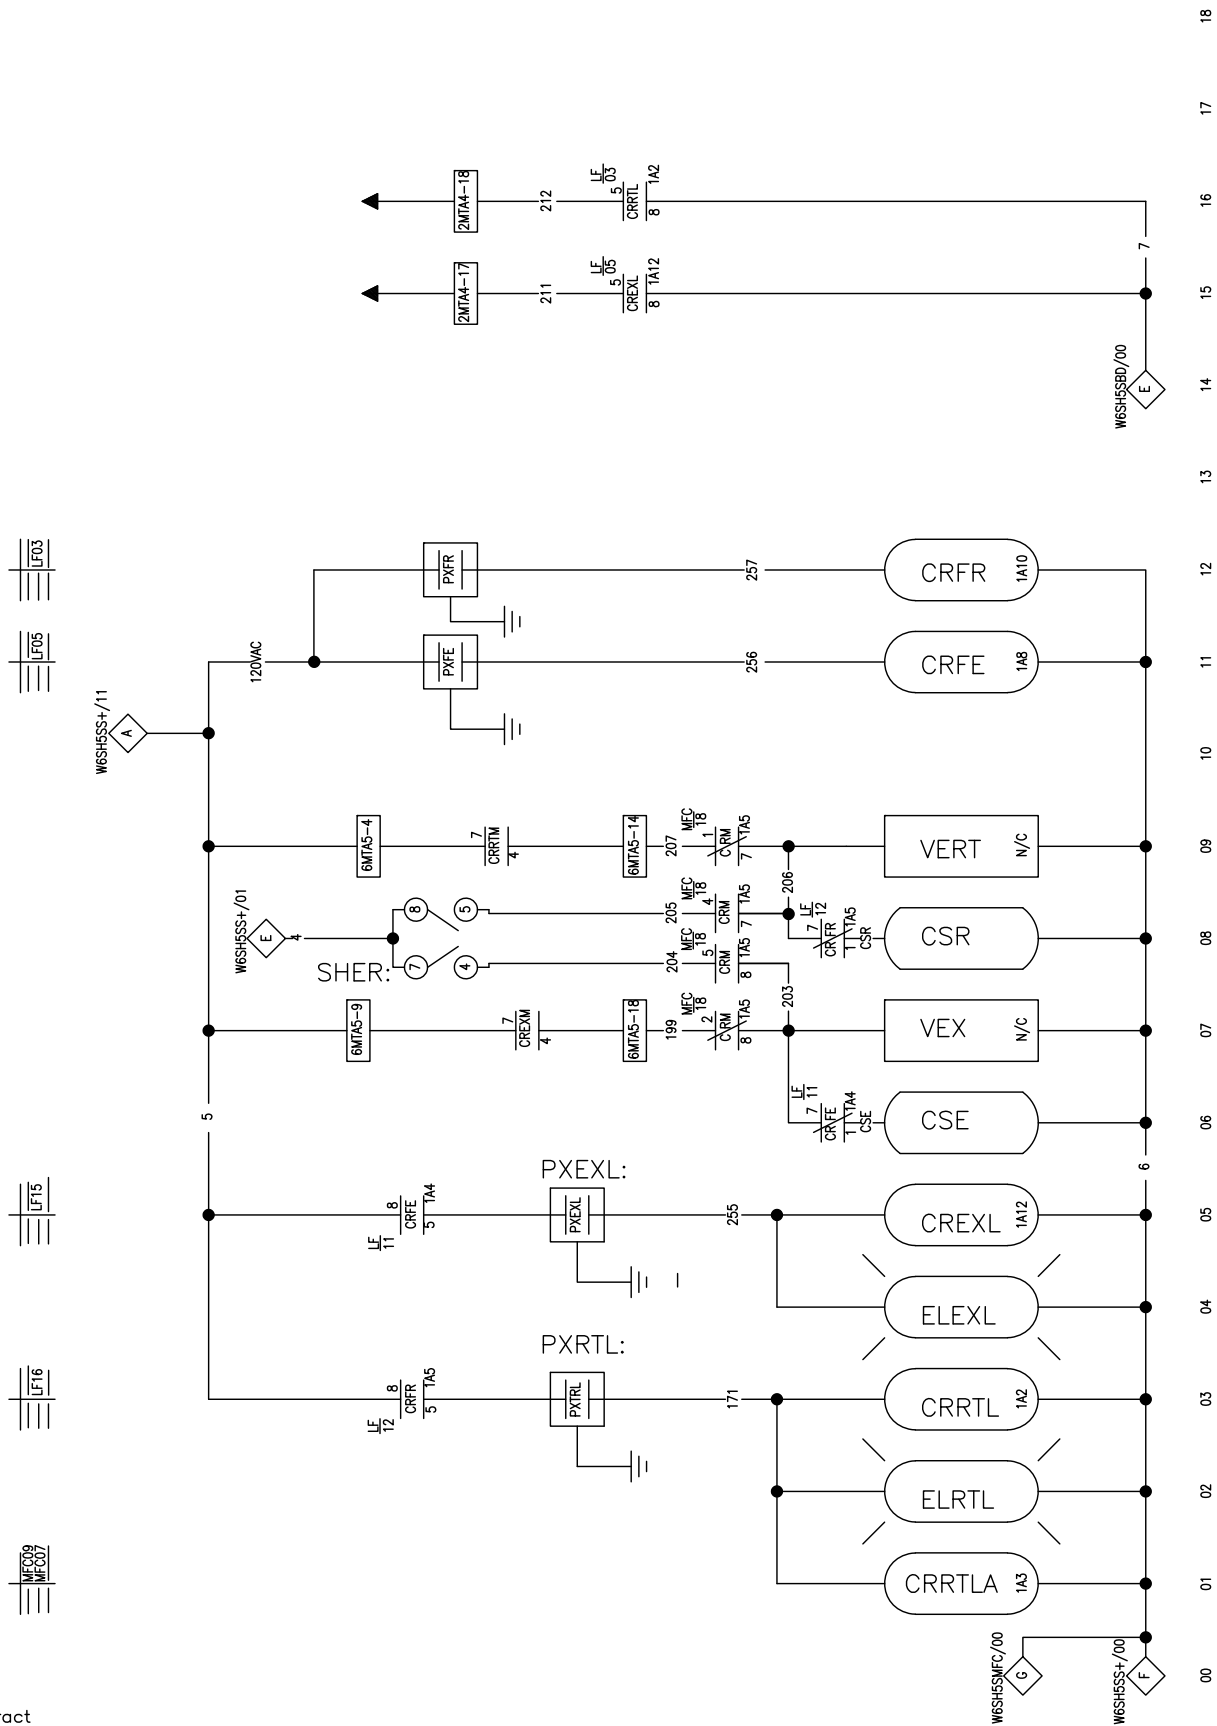 18
17
16
15
14
13
12
11
10
09
08
07
06
05
04
03
02
01
00
2MTA4-18
212
LF
03
5
CRRTL
8
1A2
2MTA4-17
211
LF
05
5
CREXL
8
1A12
7
W6SH5SBD/00
E
LF03
PXFR
257
CRFR
1A10
LF05
120VAC
PXFE
256
CRFE
1A8
W6SH5SS+/11
A
6MTA5-4
7
CRRTM
4
6MTA5-14
207
MFC
18
1
CRM
7
1A5
VERT
N/C
206
W6SH5SS+/01
E
4
SHER:
8
5
7
4
205
MFC
18
4
CRM
7
1A5
LF
12
7
CRFR
1
1A5
CSR
CSR
204
MFC
18
5
CRM
8
1A5
203
6MTA5-9
7
CREXM
4
6MTA5-18
199
MFC
18
2
CRM
8
1A5
VEX
N/C
5
LF
11
7
CRFE
1
1A4
CSE
CSE
6
LF15
8
CRFE
5
1A4
LF
11
PXEXL:
PXEXL
255
CREXL
1A12
ELEXL
LF16
8
CRFR
5
1A5
LF
12
PXRTL:
PXTRL
171
CRRTL
1A2
ELRTL
MFC09
MFC07
CRRTLA
1A3
W6SH5SMFC/00
G
W6SH5SS+/00
F
ract